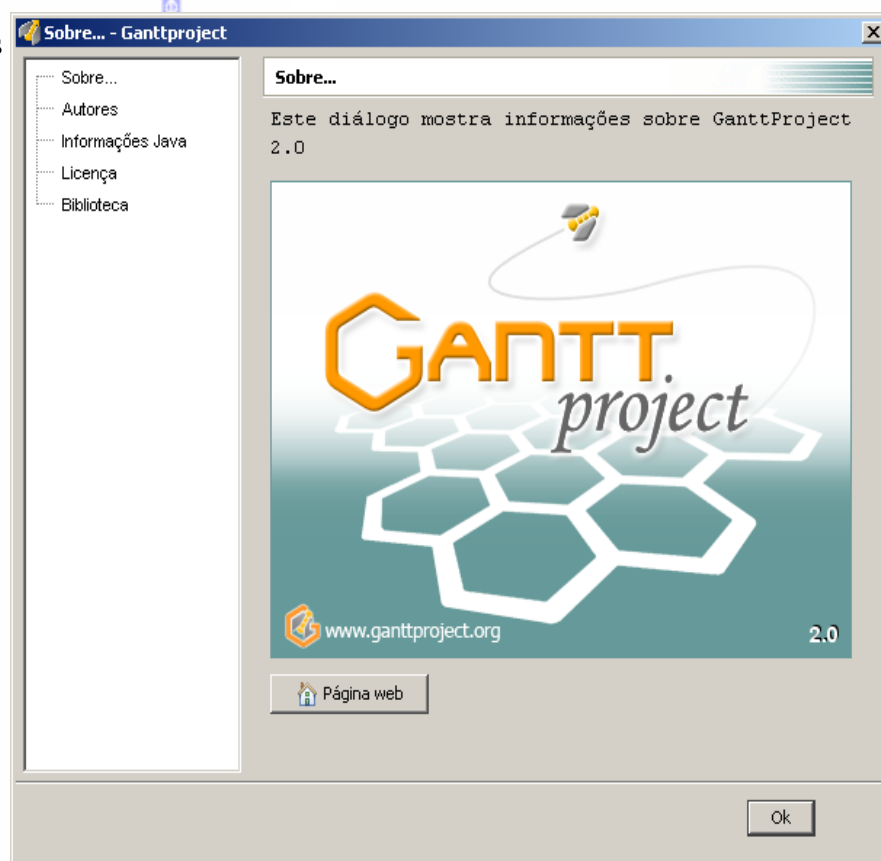 Sobre... - Ganttproject
Sobre...
Autores
Informações Java
Licença
Biblioteca
Sobre...
Este diálogo mostra informações sobre GanttProject
2.0
GANTT
project
www.ganttproject.org
2.0
Página web
Ok